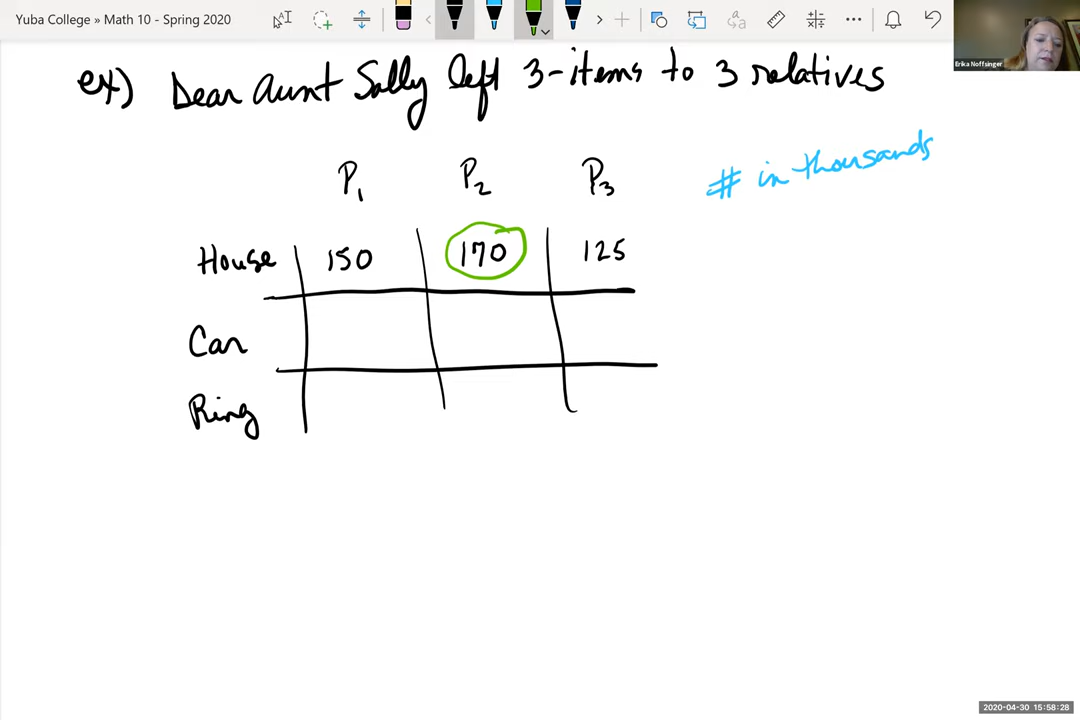 Yuba College » Math 10 - Spring 2020
Erika Noffsinger
ex) Dear Aunt Sally left 3-items to 3 relatives
P₁ P₂ P₃ # in thousands
House 150 170 125
Car
Ring
2020-04-30 15:58:28